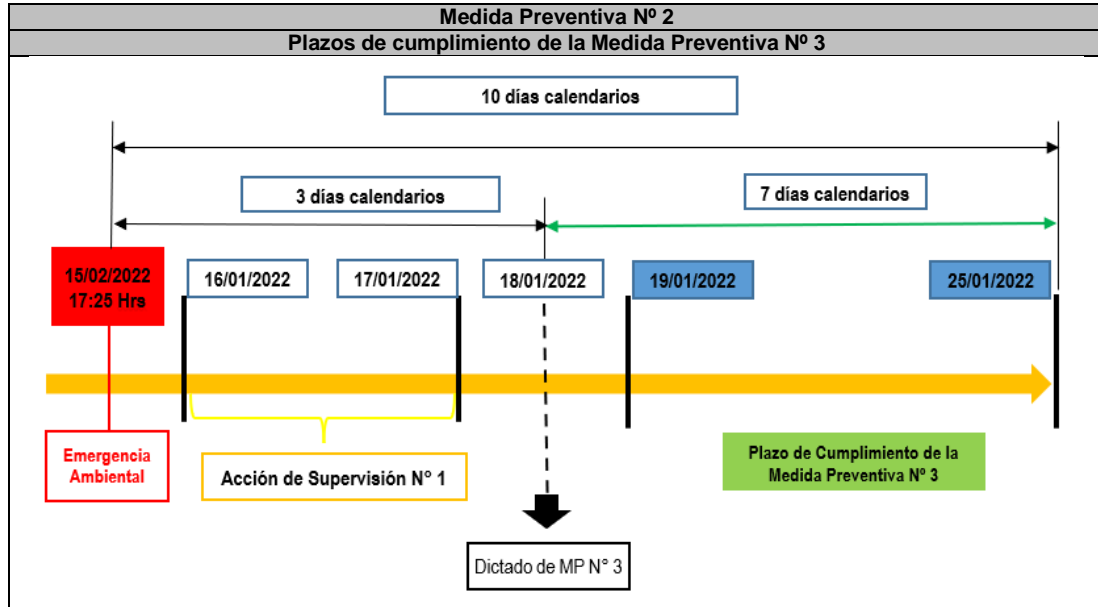 Medida Preventiva Nº 2
Plazos de cumplimiento de la Medida Preventiva Nº 3
10 días calendarios
3 días calendarios
7 días calendarios
15/02/2022
17:25 Hrs
16/01/2022
17/01/2022
18/01/2022
19/01/2022
25/01/2022
Emergencia
Ambiental
Acción de Supervisión N° 1
Plazo de Cumplimiento de la
Medida Preventiva Nº 3
Dictado de MP N° 3